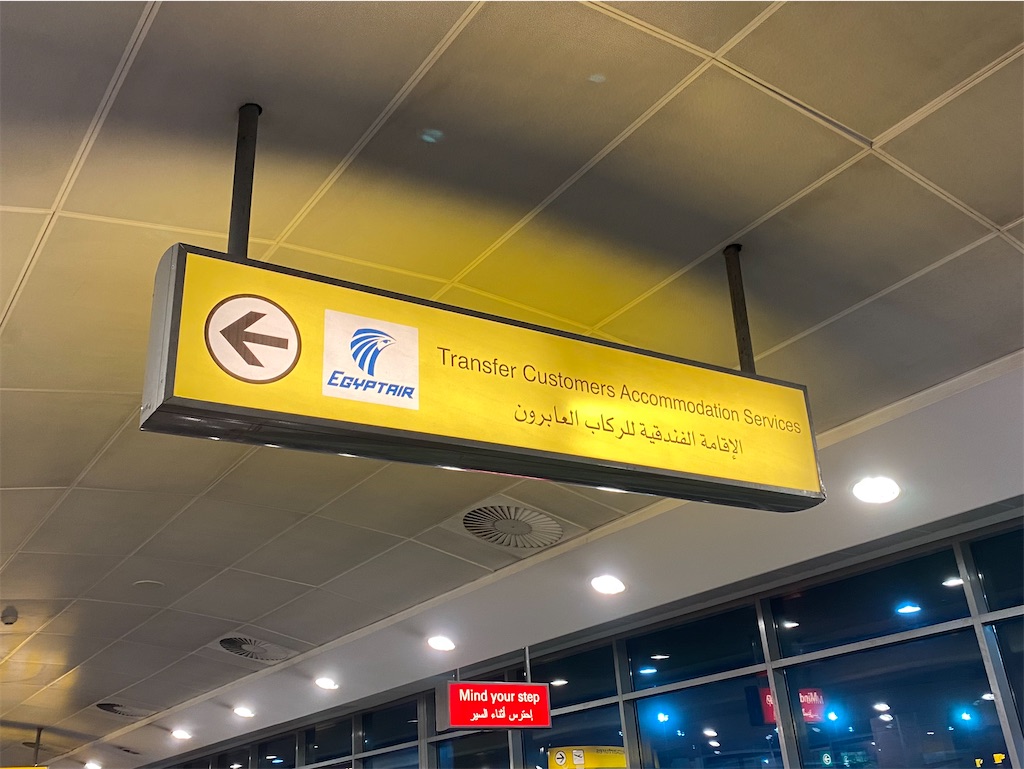 EGYPTAIR
Transfer Customers Accommodation Services
الإقامة الفندقية للركاب العابرون
Mind your step
إحترس أثناء السير